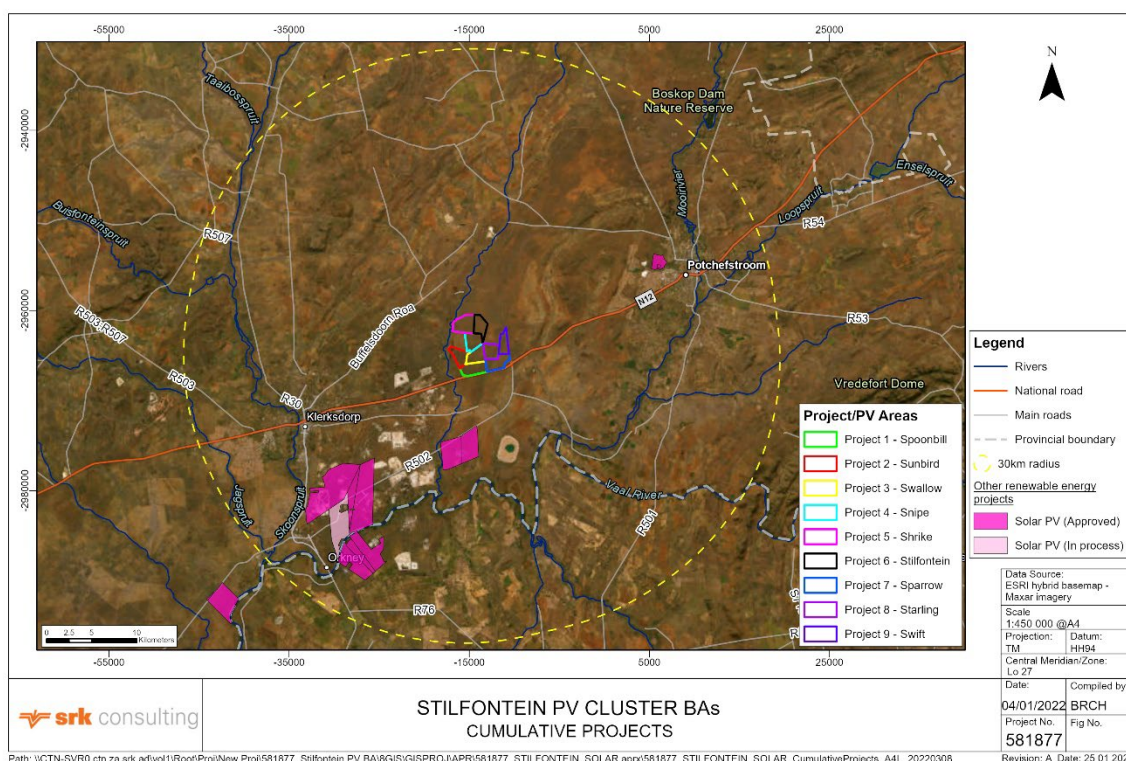 -55000
-35000
-15000
5000
25000
-2940000
-2960000
-2980000
Taaibosspruit
Buisfonteinspruit
Boskop Dam
Nature Reserve
Mooirivier
Loopspruit
Enselspruit
R54
R507
Potchefstroom
N12
R53
R503-R507
Buffelsdoorn Roa
R503
R30
Klerksdorp
Vredefort Dome
R502
Vaal River
R501
Jagspruit
Skoonspruit
Orkney
R76
0 2.5 5 10
Kilometers
Project/PV Areas
Project 1 - Spoonbill
Project 2 - Sunbird
Project 3 - Swallow
Project 4 - Snipe
Project 5 - Shrike
Project 6 - Stilfontein
Project 7 - Sparrow
Project 8 - Starling
Project 9 - Swift
-55000
-35000
-15000
5000
25000
N
Legend
Rivers
National road
Main roads
Provincial boundary
30km radius
Other renewable energy
projects
Solar PV (Approved)
Solar PV (In process)
Data Source:
ESRI hybrid basemap -
Maxar imagery
Scale
1:450 000 @A4
Projection: Datum:
TM HH94
Central Meridian/Zone:
Lo 27
Date: Compiled by
04/01/2022 BRCH
Project No. Fig No.
581877
srk consulting
STILFONTEIN PV CLUSTER BAs
CUMULATIVE PROJECTS